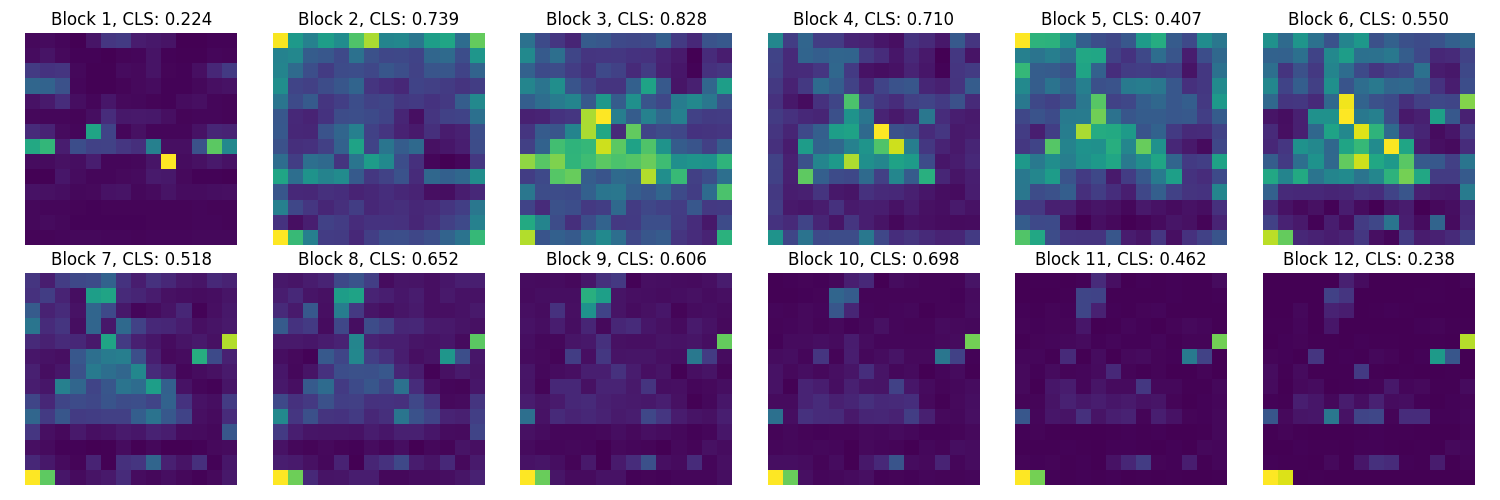 Block 1, CLS: 0.224
Block 2, CLS: 0.739
Block 3, CLS: 0.828
Block 4, CLS: 0.710
Block 5, CLS: 0.407
Block 6, CLS: 0.550
Block 7, CLS: 0.518
Block 8, CLS: 0.652
Block 9, CLS: 0.606
Block 10, CLS: 0.698
Block 11, CLS: 0.462
Block 12, CLS: 0.238